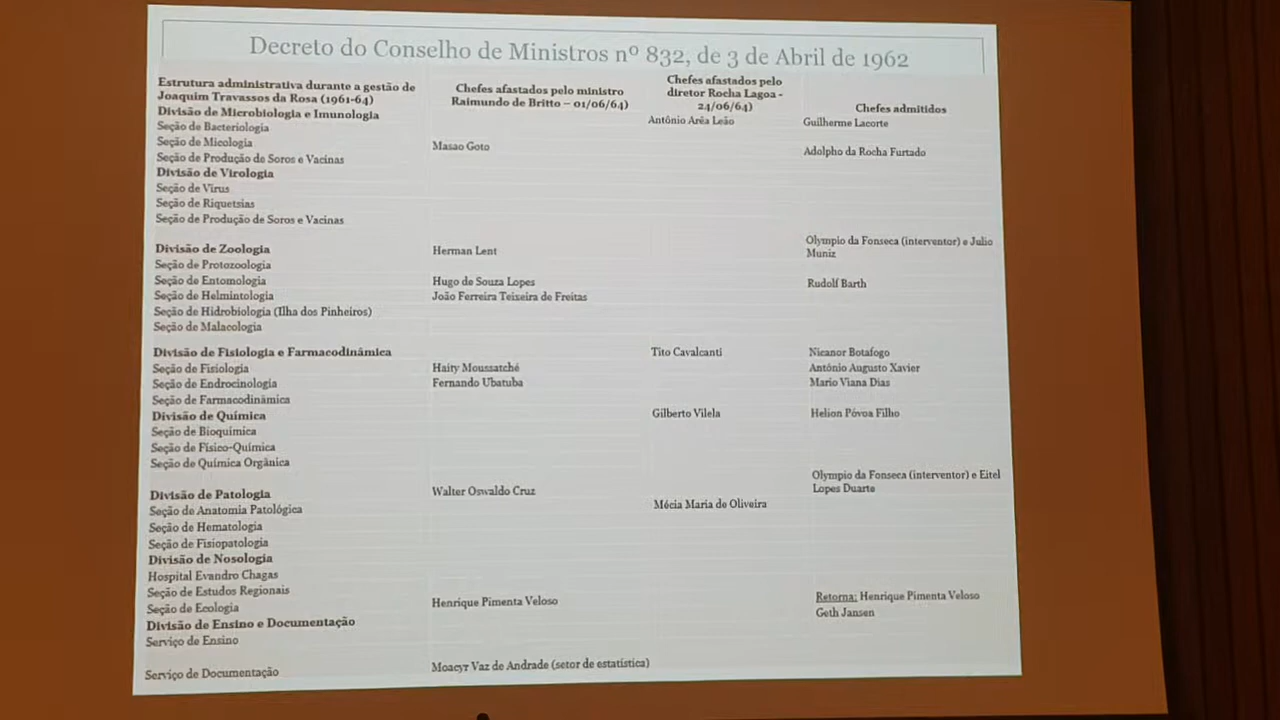 Decreto do Conselho de Ministros nº 832, de 3 de Abril de 1962
Estrutura administrativa durante a gestão de
Joaquim Travassos da Rosa (1961-64)
Chefes afastados pelo ministro
Raimundo de Britto – 01/06/64)
Chefes afastados pelo
diretor Rocha Lagoa -
24/06/64)
Chefes admitidos
Divisão de Microbiologia e Imunologia
Antônio Arêa Leão
Guilherme Lacorte
Seção de Bacteriologia
Seção de Micologia
Masao Goto
Adolpho da Rocha Furtado
Seção de Produção de Soros e Vacinas
Divisão de Virologia
Seção de Vírus
Seção de Riquetsias
Seção de Produção de Soros e Vacinas
Divisão de Zoologia
Herman Lent
Olympio da Fonseca (interventor) e Julio
Muniz
Seção de Protozoologia
Seção de Entomologia
Hugo de Souza Lopes
Rudolf Barth
Seção de Helmintologia
João Ferreira Teixeira de Freitas
Seção de Hidrobiologia (Ilha dos Pinheiros)
Seção de Malacologia
Divisão de Fisiologia e Farmacodinâmica
Tito Cavalcanti
Nicanor Botafogo
Seção de Fisiologia
Haity Moussatché
António Augusto Xavier
Seção de Endrocinologia
Fernando Ubatuba
Mario Viana Dias
Seção de Farmacodinâmica
Divisão de Química
Gilberto Vilela
Helion Póvoa Filho
Seção de Bioquímica
Seção de Físico-Química
Seção de Química Orgânica
Divisão de Patologia
Walter Oswaldo Cruz
Olympio da Fonseca (interventor) e Eitel
Lopes Duarte
Seção de Anatomia Patológica
Mécia Maria de Oliveira
Seção de Hematologia
Seção de Fisiopatologia
Divisão de Nosologia
Hospital Evandro Chagas
Seção de Estudos Regionais
Seção de Ecologia
Henrique Pimenta Veloso
Retorna: Henrique Pimenta Veloso
Geth Jansen
Divisão de Ensino e Documentação
Serviço de Ensino
Serviço de Documentação
Moacyr Vaz de Andrade (setor de estatística)